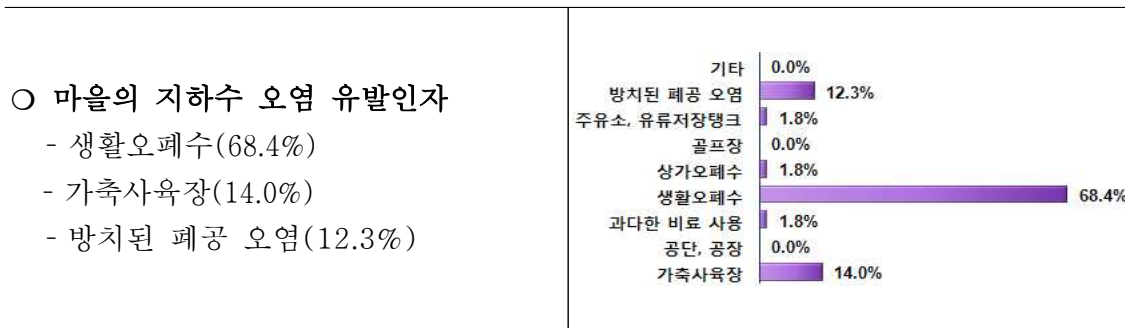 ❍ 마을의 지하수 오염 유발인자
- 생활오폐수(68.4%)
- 가축사육장(14.0%)
- 방치된 폐공 오염(12.3%)
기타 0.0%
방치된 폐공 오염 12.3%
주유소, 유류저장탱크 1.8%
골프장 0.0%
상가오폐수 1.8%
생활오폐수 68.4%
과다한 비료 사용 1.8%
공단, 공장 0.0%
가축사육장 14.0%